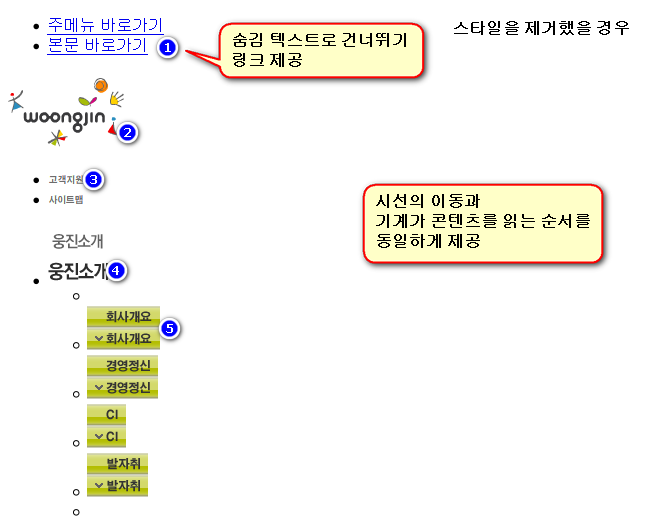 주메뉴 바로가기
본문 바로가기 1
숨김 텍스트로 건너뛰기
링크 제공
스타일을 제거했을 경우
woongjin 2
고객지원 3
사이트맵
시선의 이동과
기계가 콘텐츠를 읽는 순서를
동일하게 제공
웅진소개
웅진소개 4
회사개요
회사개요 5
경영정신
경영정신
CI
CI
발자취
발자취